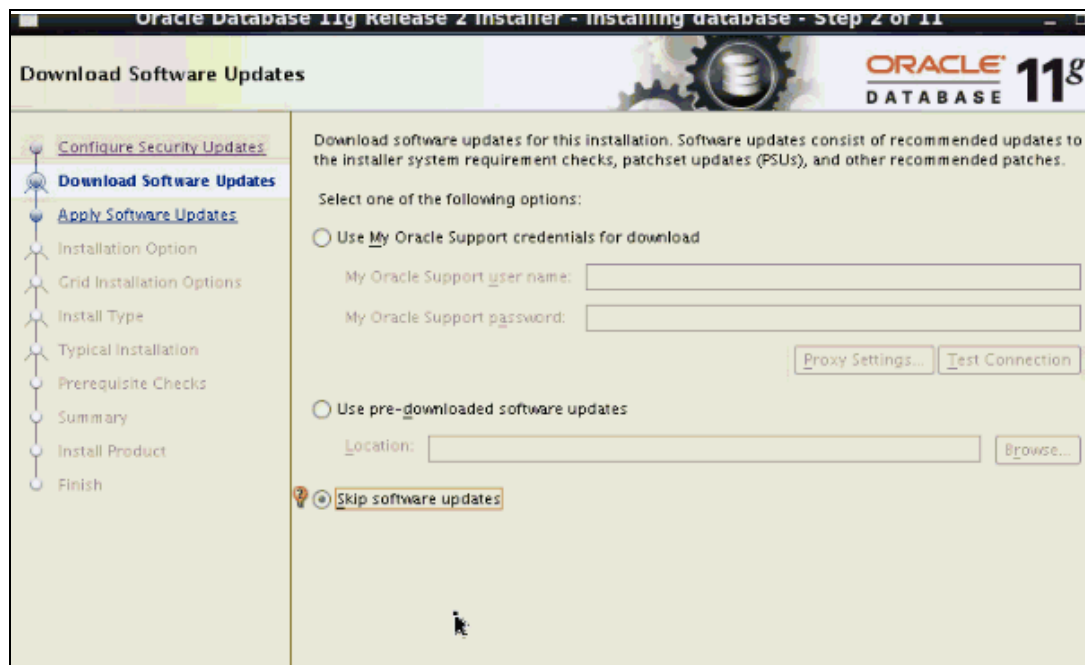 Oracle Database 11g Release 2 Installer - Installing database - Step 2 of 11
Download Software Updates
ORACLE
DATABASE
11g
Configure Security Updates
Download Software Updates
Apply Software Updates
Installation Option
Grid Installation Options
Install Type
Typical Installation
Prerequisite Checks
Summary
Install Product
Finish
Download software updates for this installation. Software updates consist of recommended updates to
the installer system requirement checks, patchset updates (PSUs), and other recommended patches.
Select one of the following options:
Use My Oracle Support credentials for download
My Oracle Support user name:
My Oracle Support password:
Proxy Settings... Test Connection
Use pre-downloaded software updates
Location: Browse...
Skip software updates